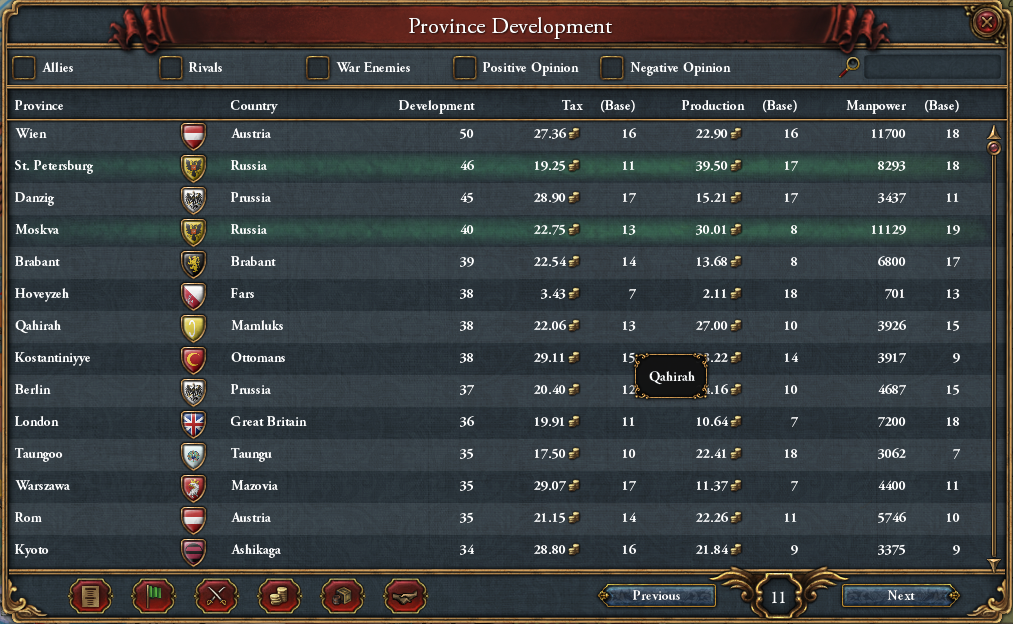 Province Development
Allies Rivals War Enemies Positive Opinion Negative Opinion
Province Country Development Tax (Base) Production (Base) Manpower (Base)
Wien Austria 50 27.36 16 22.90 16 11700 18
St. Petersburg Russia 46 19.25 11 39.50 17 8293 18
Danzig Prussia 45 28.90 17 15.21 17 3437 11
Moskva Russia 40 22.75 13 30.01 8 11129 19
Brabant Brabant 39 22.54 14 13.68 8 6800 17
Hoveyzeh Fars 38 3.43 7 2.11 18 701 13
Qahirah Mamluks 38 22.06 13 27.00 10 3926 15
Kostantiniyye Ottomans 38 29.11 15 .22 14 3917 9
Qahirah
Berlin Prussia 37 20.40 12 .16 10 4687 15
London Great Britain 36 19.91 11 10.64 7 7200 18
Taungoo Taungu 35 17.50 10 22.41 18 3062 7
Warszawa Mazovia 35 29.07 17 11.37 7 4400 11
Rom Austria 35 21.15 14 22.26 11 5746 10
Kyoto Ashikaga 34 28.80 16 21.84 9 3375 9
Previous 11 Next